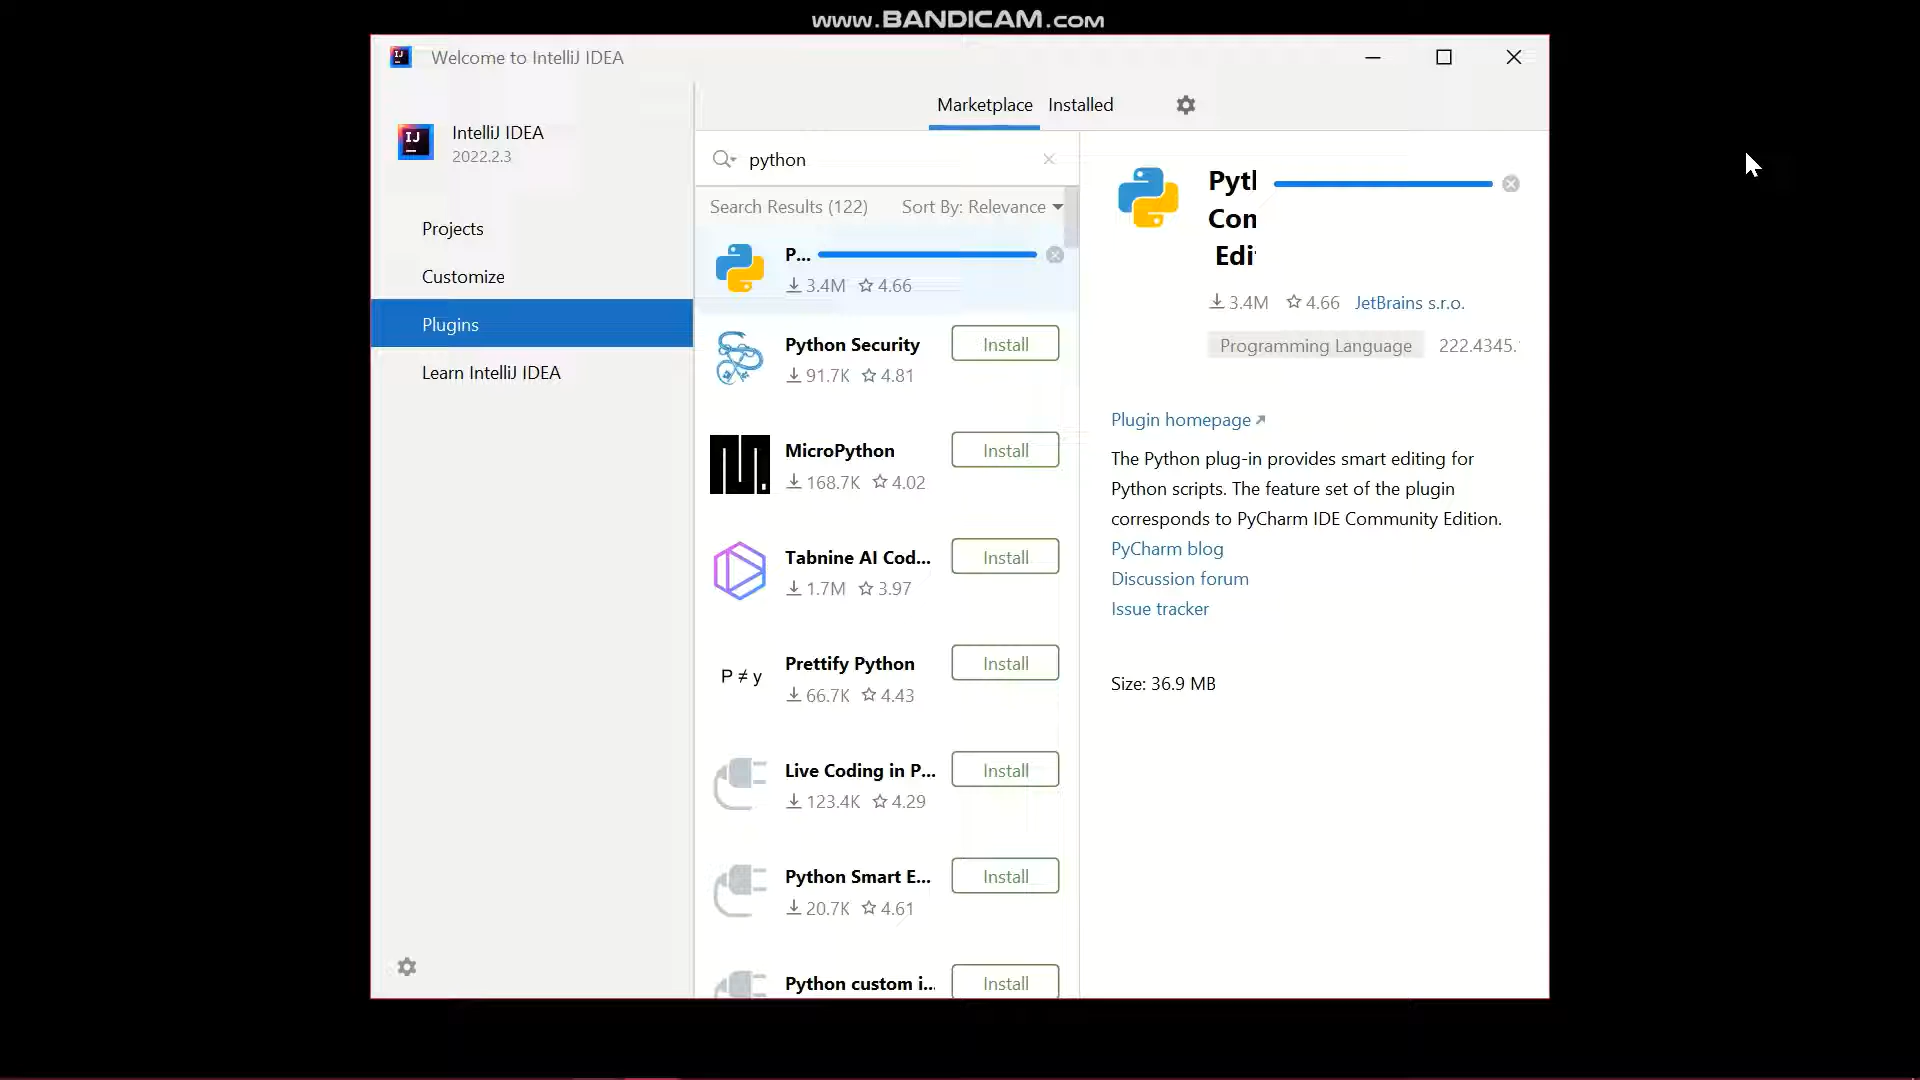 www.BANDICAM.com
Welcome to IntelliJ IDEA
IntelliJ IDEA
2022.2.3
Projects
Customize
Plugins
Learn IntelliJ IDEA
Marketplace Installed
python
Search Results (122) Sort By: Relevance
P...
3.4M 4.66
Python Security Install
91.7K 4.81
MicroPython Install
168.7K 4.02
Tabnine AI Cod... Install
1.7M 3.97
P ≠ y
Prettify Python Install
66.7K 4.43
Live Coding in P... Install
123.4K 4.29
Python Smart E... Install
20.7K 4.61
Python custom i... Install
Pytl
Con
Edi
3.4M 4.66 JetBrains s.r.o.
Programming Language 222.4345.
Plugin homepage
The Python plug-in provides smart editing for
Python scripts. The feature set of the plugin
corresponds to PyCharm IDE Community Edition.
PyCharm blog
Discussion forum
Issue tracker
Size: 36.9 MB